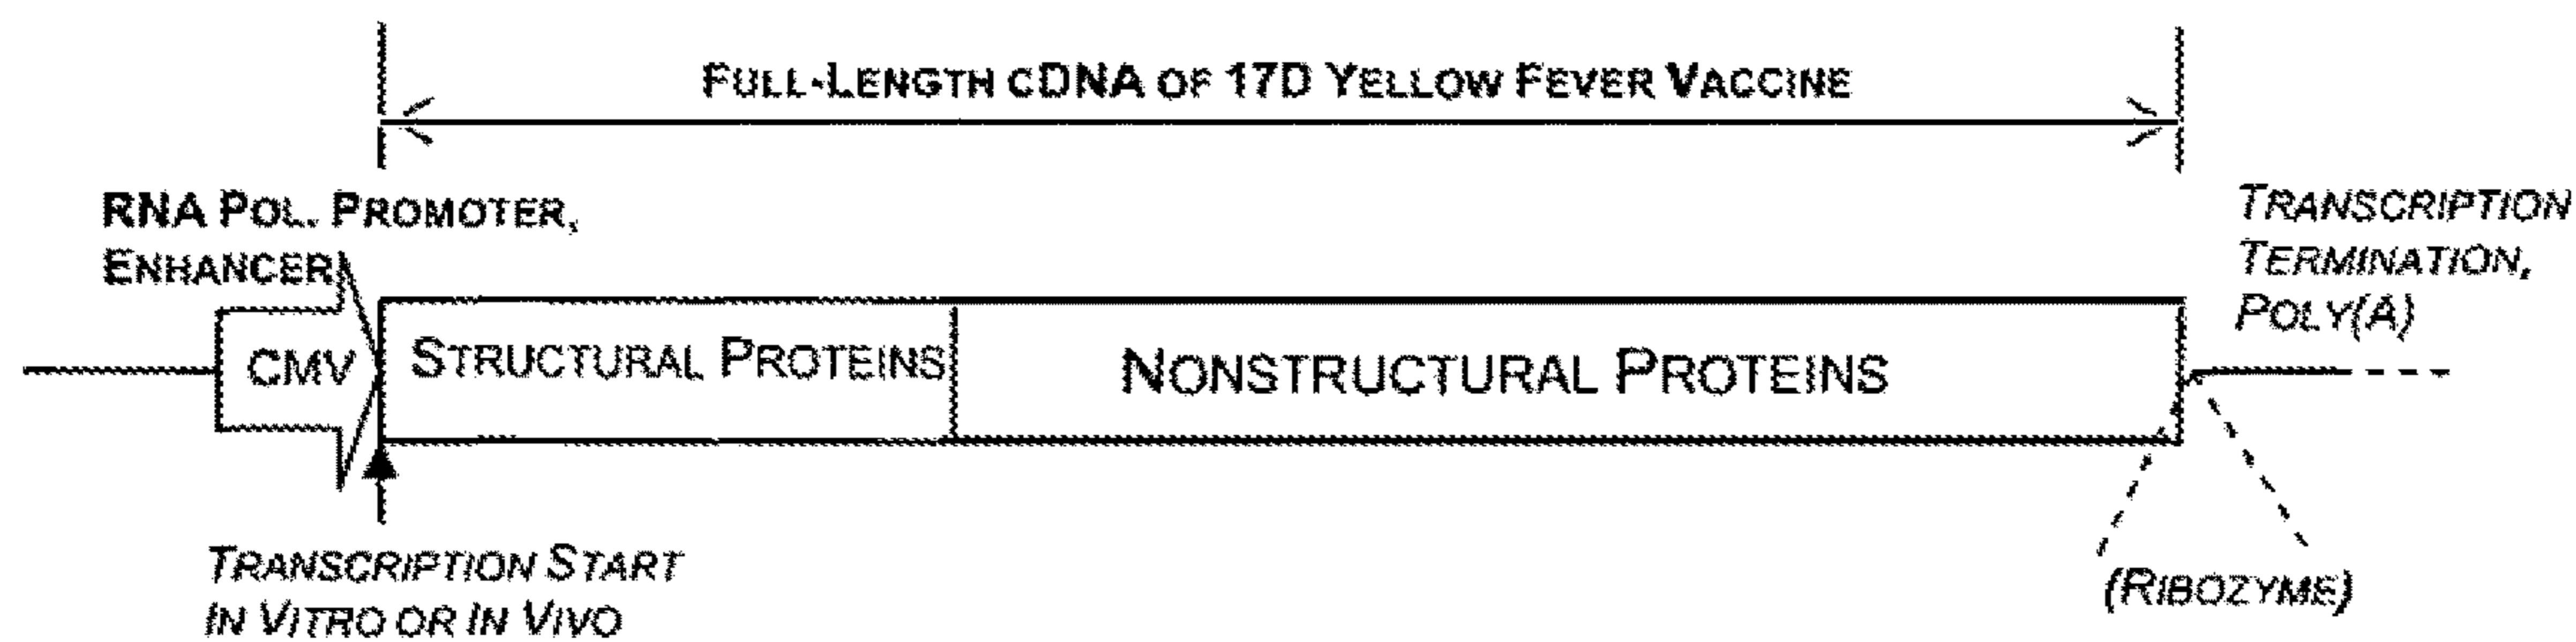 FULL-LENGTH CDNA OF 17D YELLOW FEVER VACCINE
RNA POL. PROMOTER,
ENHANCER
TRANSCRIPTION
TERMINATION,
POLY(A)
CMV
STRUCTURAL PROTEINS
NONSTRUCTURAL PROTEINS
TRANSCRIPTION START
IN VITRO OR IN VIVO
(RIBOZYME)